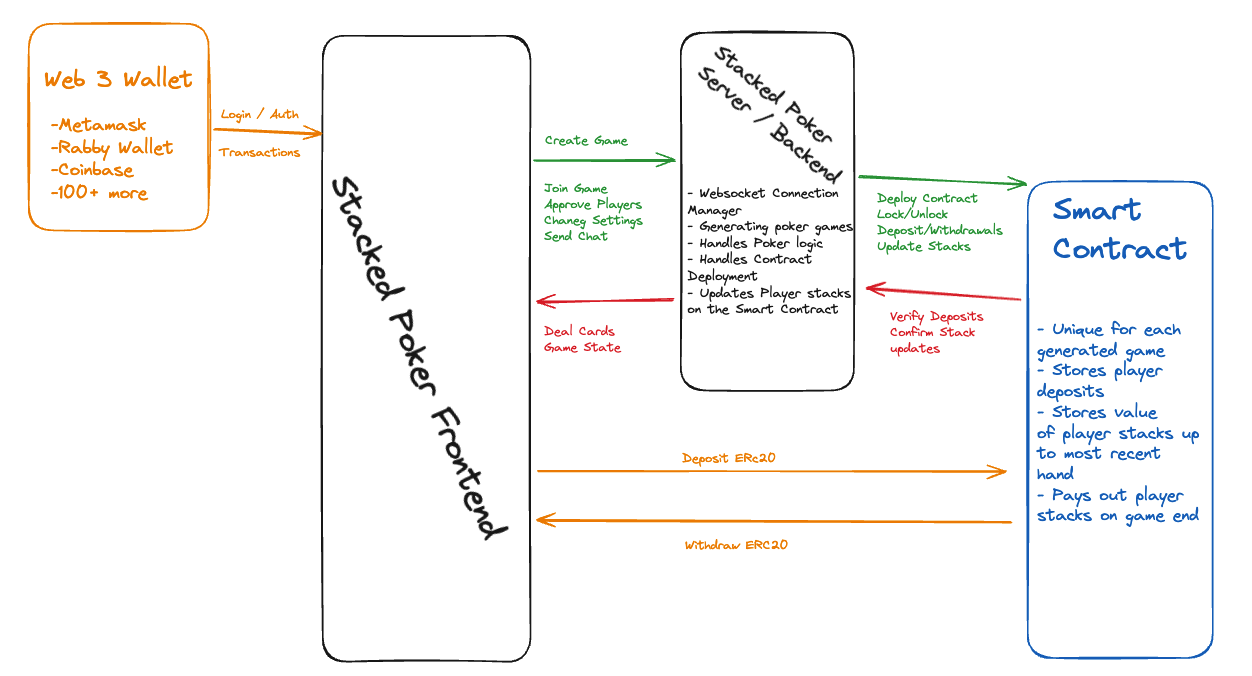 Web 3 Wallet
-Metamask
-Rabby Wallet
-Coinbase
-100+ more
Login / Auth
Transactions
Stacked Poker Frontend
Create Game
Join Game
Approve Players
Chaneg Settings
Send Chat
Deal Cards
Game State
Stacked Poker
Server / Backend
- Websocket Connection
Manager
- Generating poker games
- Handles Poker logic
- Handles Contract
Deployment
- Updates Player stacks
on the Smart Contract
Deploy Contract
Lock/Unlock
Deposit/Withdrawals
Update Stacks
Verify Deposits
Confirm Stack
updates
Deposit ERc20
Withdraw ERC20
Smart
Contract
- Unique for each
generated game
- Stores player
deposits
- Stores value
of player stacks up
to most recent
hand
- Pays out player
stacks on game end